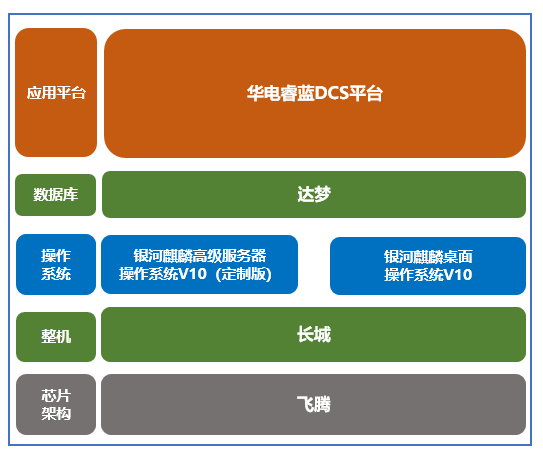 应用平台
华电睿蓝DCS平台
数据库
达梦
操作
系统
银河麒麟高级服务器
操作系统V10（定制版）
银河麒麟桌面
操作系统V10
整机
长城
芯片
架构
飞腾